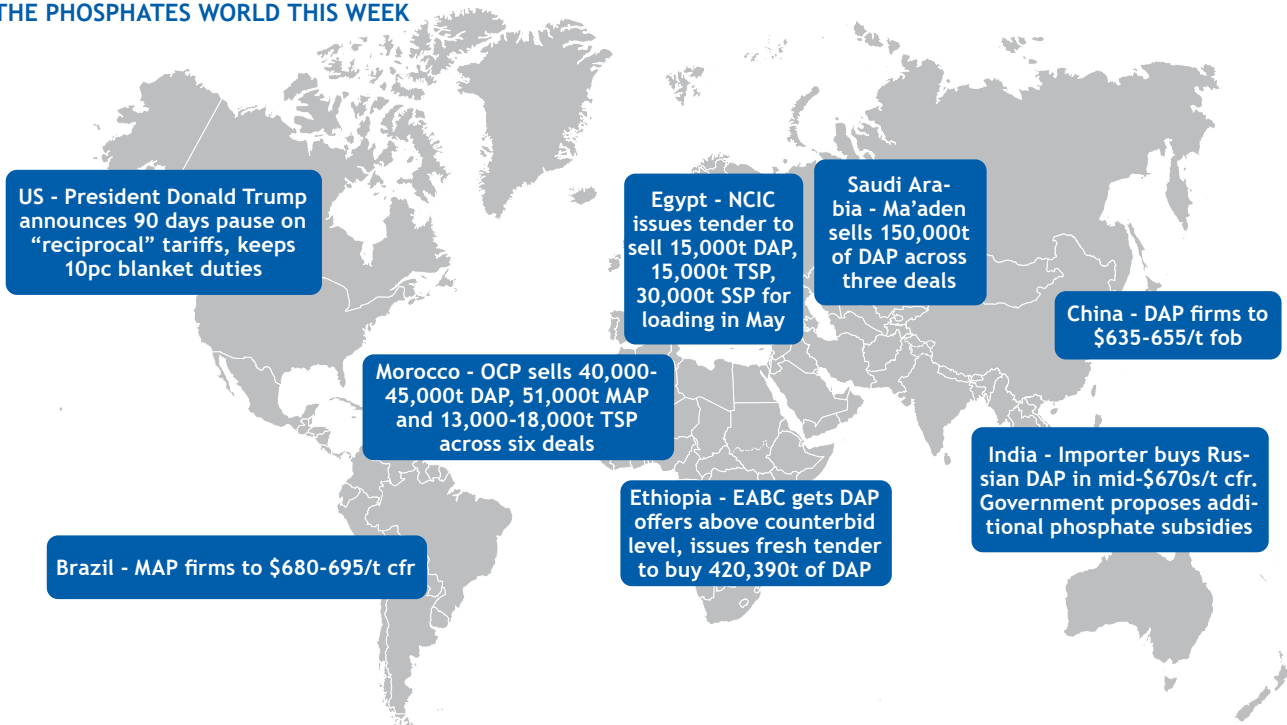 THE PHOSPHATES WORLD THIS WEEK
US - President Donald Trump
announces 90 days pause on
“reciprocal” tariffs, keeps
10pc blanket duties
Egypt - NCIC
issues tender to
sell 15,000t DAP,
15,000t TSP,
30,000t SSP for
loading in May
Saudi Ara-
bia - Ma’aden
sells 150,000t
of DAP across
three deals
China - DAP firms to
$635-655/t fob
Morocco - OCP sells 40,000-
45,000t DAP, 51,000t MAP
and 13,000-18,000t TSP
across six deals
India - Importer buys Rus-
sian DAP in mid-$670s/t cfr.
Government proposes addi-
tional phosphate subsidies
Ethiopia - EABC gets DAP
offers above counterbid
level, issues fresh tender
to buy 420,390t of DAP
Brazil - MAP firms to $680-695/t cfr